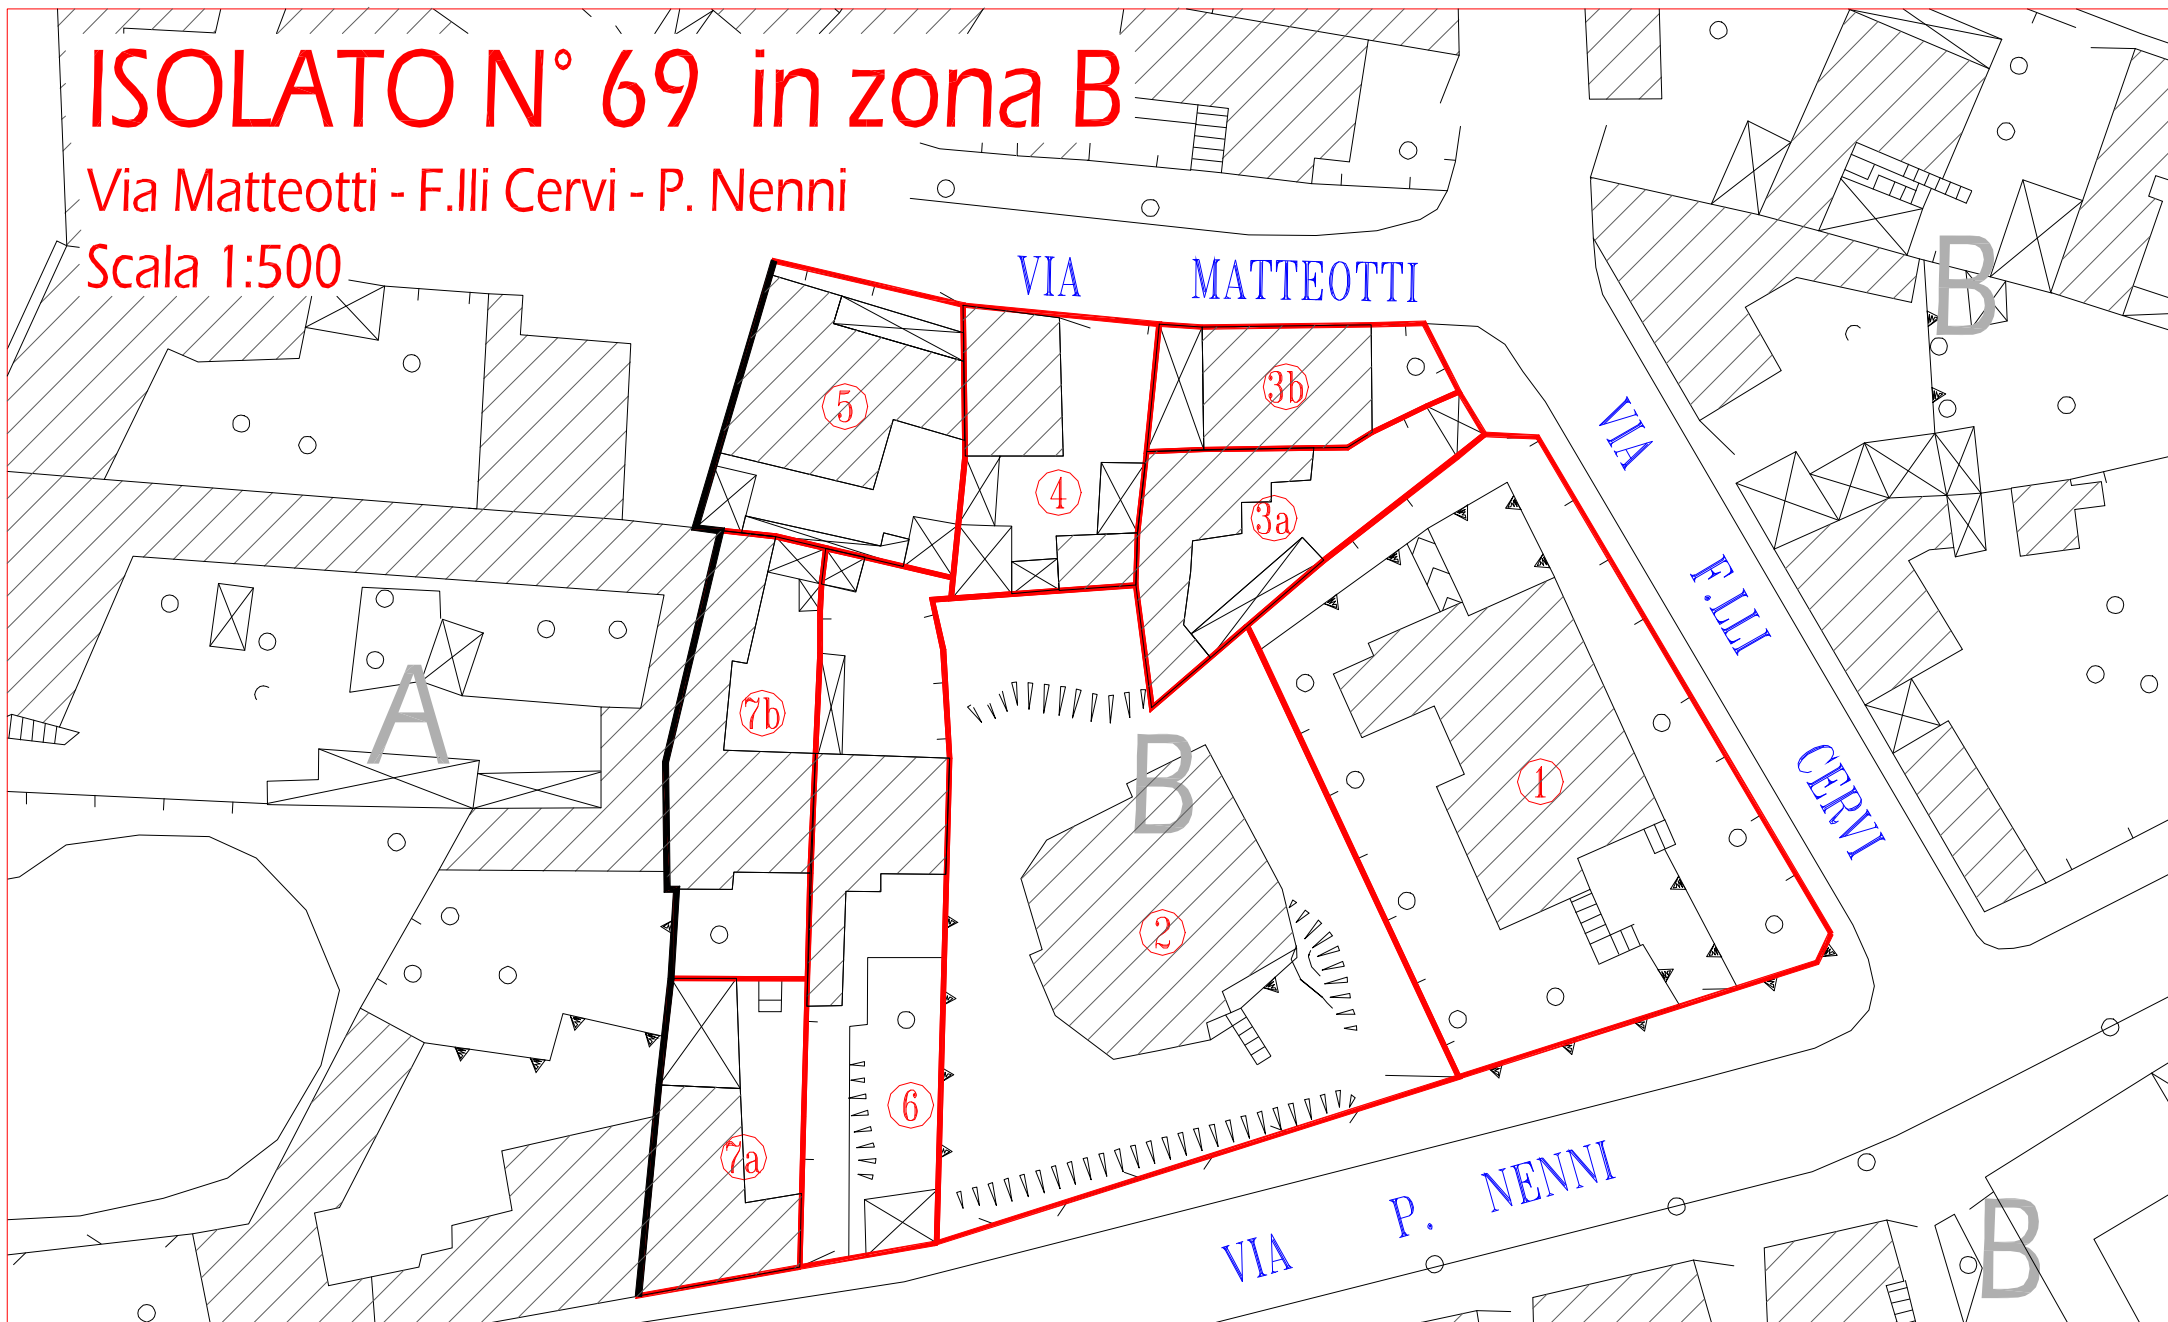 ISOLATO N° 69 in zona B
Via Matteotti - F.lli Cervi - P. Nenni
Scala 1:500
VIA MATTEOTTI
B
5
3b
4
3a
VIA
F.LLI
CERVI
A
7b
B
1
2
6
7a
VIA P. NENNI
B